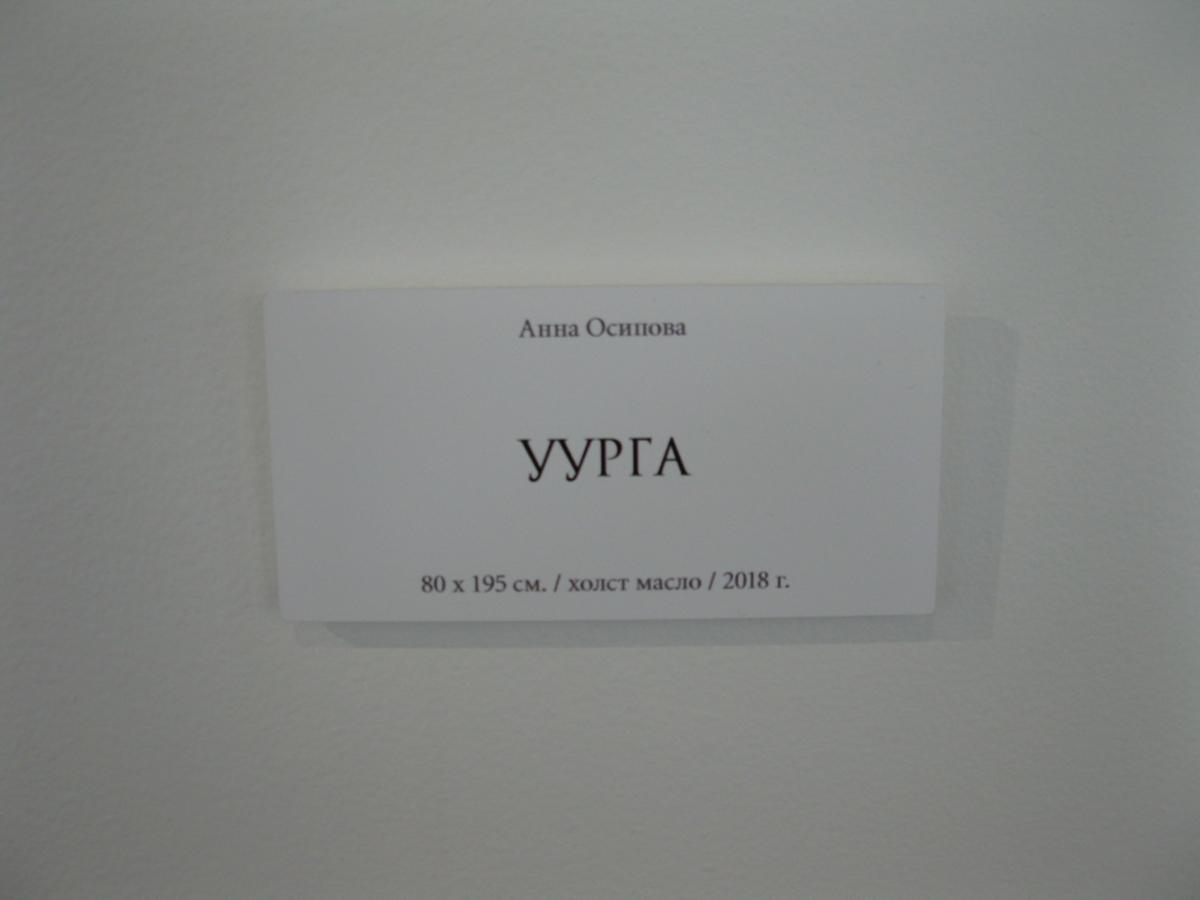 Анна Осипова
УУРГА
80 х 195 см. / холст масло / 2018 г.